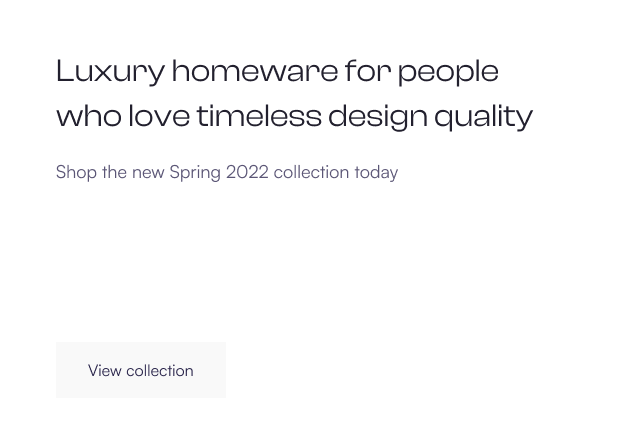 Luxury homeware for people
who love timeless design quality
Shop the new Spring 2022 collection today
View collection